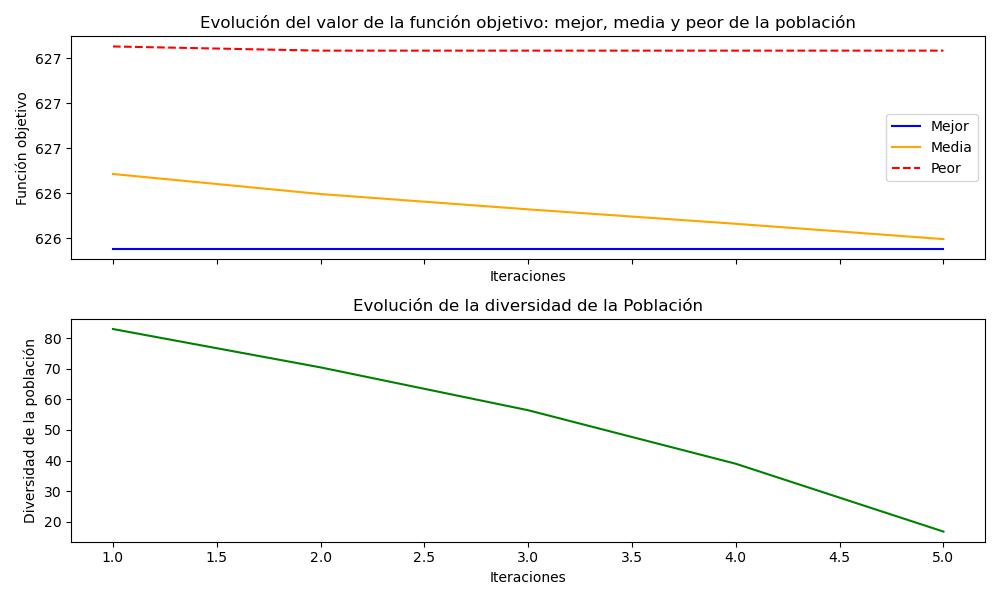 Evolución del valor de la función objetivo: mejor, media y peor de la población
Función objetivo
627
627
627
626
626
Mejor
Media
Peor
Iteraciones
Evolución de la diversidad de la Población
Diversidad de la población
80
70
60
50
40
30
20
1.0 1.5 2.0 2.5 3.0 3.5 4.0 4.5 5.0
Iteraciones